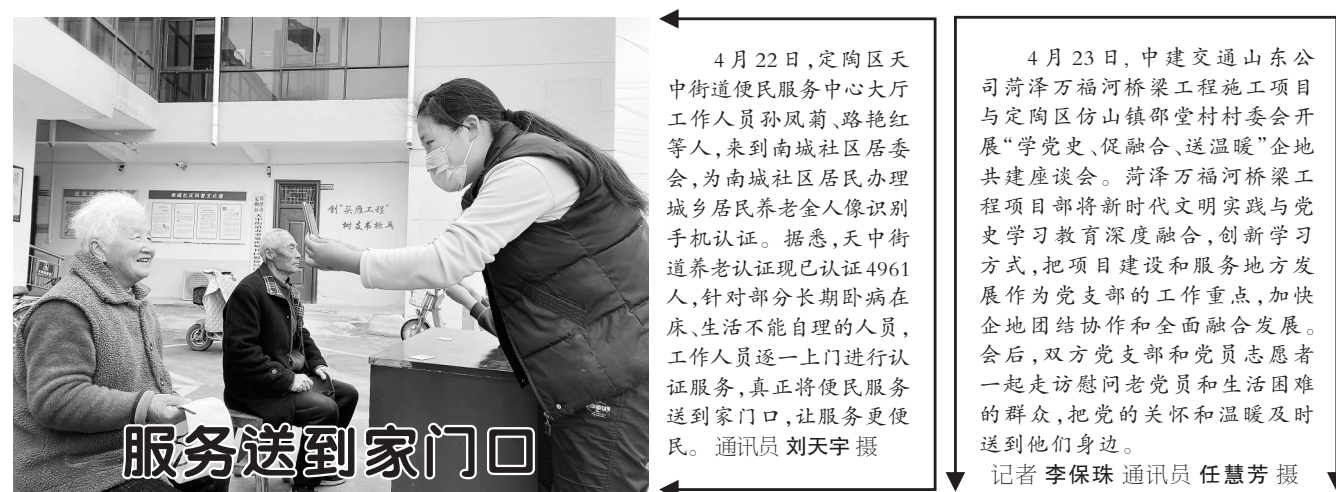 南城社区科普文化墙
创“头雁工程”
树支书标兵
服务送到家门口
4月22日,定陶区天
中街道便民服务中心大厅
工作人员孙凤菊、路艳红
等人,来到南城社区居委
会,为南城社区居民办理
城乡居民养老金人像识别
手机认证。据悉,天中街
道养老认证现已认证4961
人,针对部分长期卧病在
床、生活不能自理的人员,
工作人员逐一上门进行认
证服务,真正将便民服务
送到家门口,让服务更便
民。 通讯员 刘天宇 摄
4月23日,中建交通山东公
司菏泽万福河桥梁工程施工项目
与定陶区仿山镇邵堂村村委会开
展“学党史、促融合、送温暖”企地
共建座谈会。菏泽万福河桥梁工
程项目部将新时代文明实践与党
史学习教育深度融合,创新学习
方式,把项目建设和服务地方发
展作为党支部的工作重点,加快
企地团结协作和全面融合发展。
会后,双方党支部和党员志愿者
一起走访慰问老党员和生活困难
的群众,把党的关怀和温暖及时
送到他们身边。
记者 李保珠 通讯员 任慧芳 摄